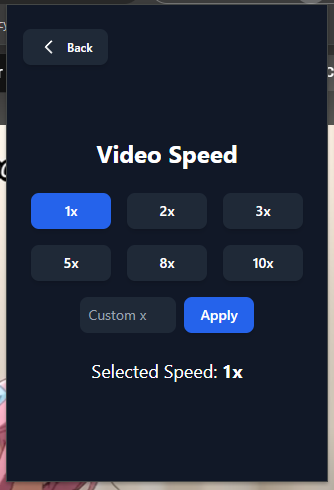 Back
Video Speed
1x 2x 3x
5x 8x 10x
Custom x Apply
Selected Speed: 1x